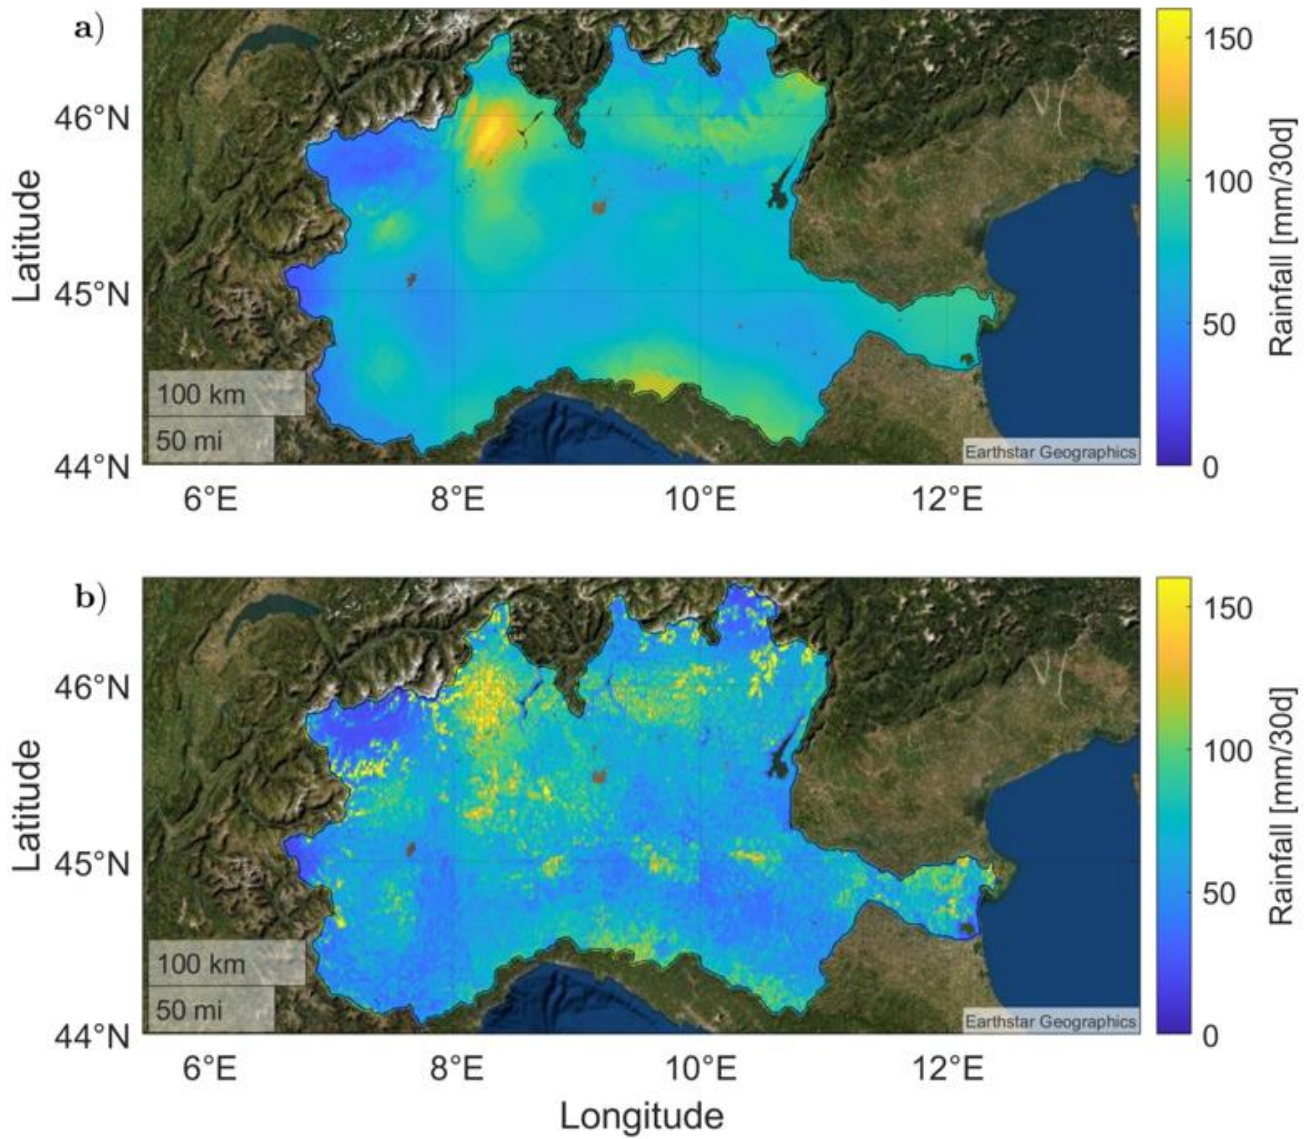 a)
Latitude
46°N
45°N
44°N
100 km
50 mi
Earthstar Geographics
6°E 8°E 10°E 12°E
150
100
50
0
Rainfall [mm/30d]
b)
Latitude
46°N
45°N
44°N
100 km
50 mi
Earthstar Geographics
6°E 8°E 10°E 12°E
Longitude
150
100
50
0
Rainfall [mm/30d]